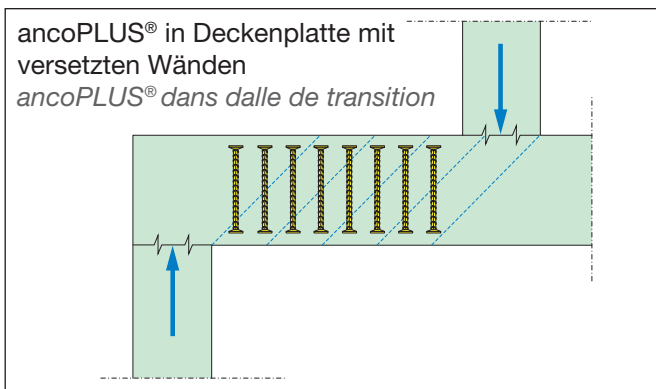 ancoPLUS® in Deckenplatte mit
versetzten Wänden
ancoPLUS® dans dalle de transition